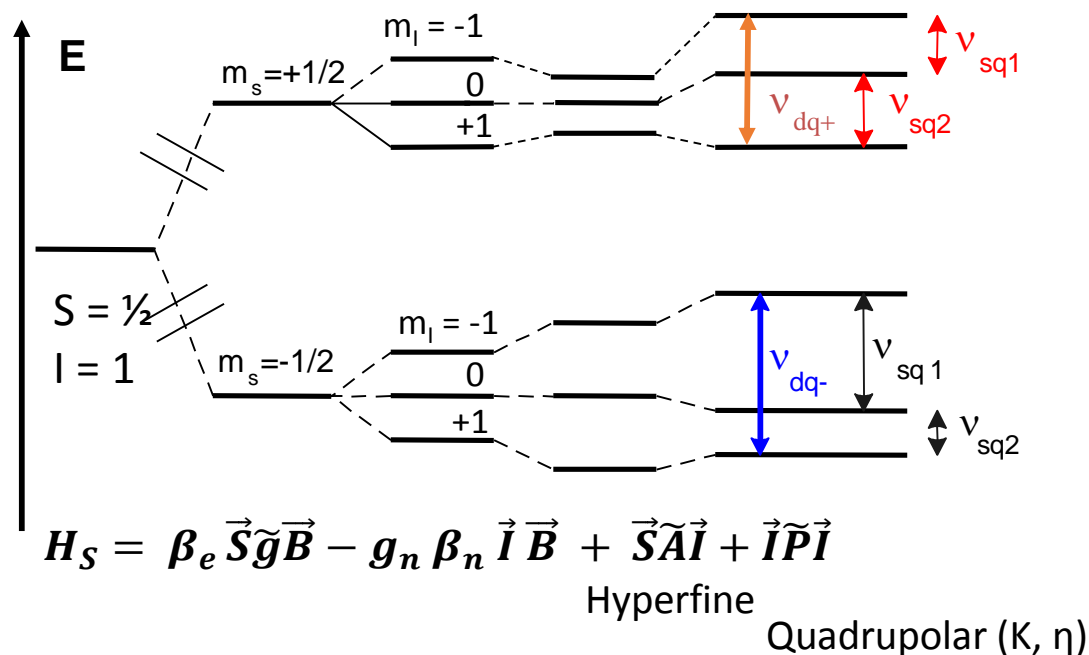 E
m_I = -1
m_s=+1/2
0
+1
ν_sq1
ν_dq+
ν_sq2
S = ½
I = 1
m_s=-1/2
m_I = -1
0
+1
ν_dq-
ν_sq 1
ν_sq2
H_S = β_e S⃗g̃B⃗ − g_n β_n I⃗ B⃗ + S⃗ÃI⃗ + I⃗P̃I⃗
Hyperfine
Quadrupolar (K, η)